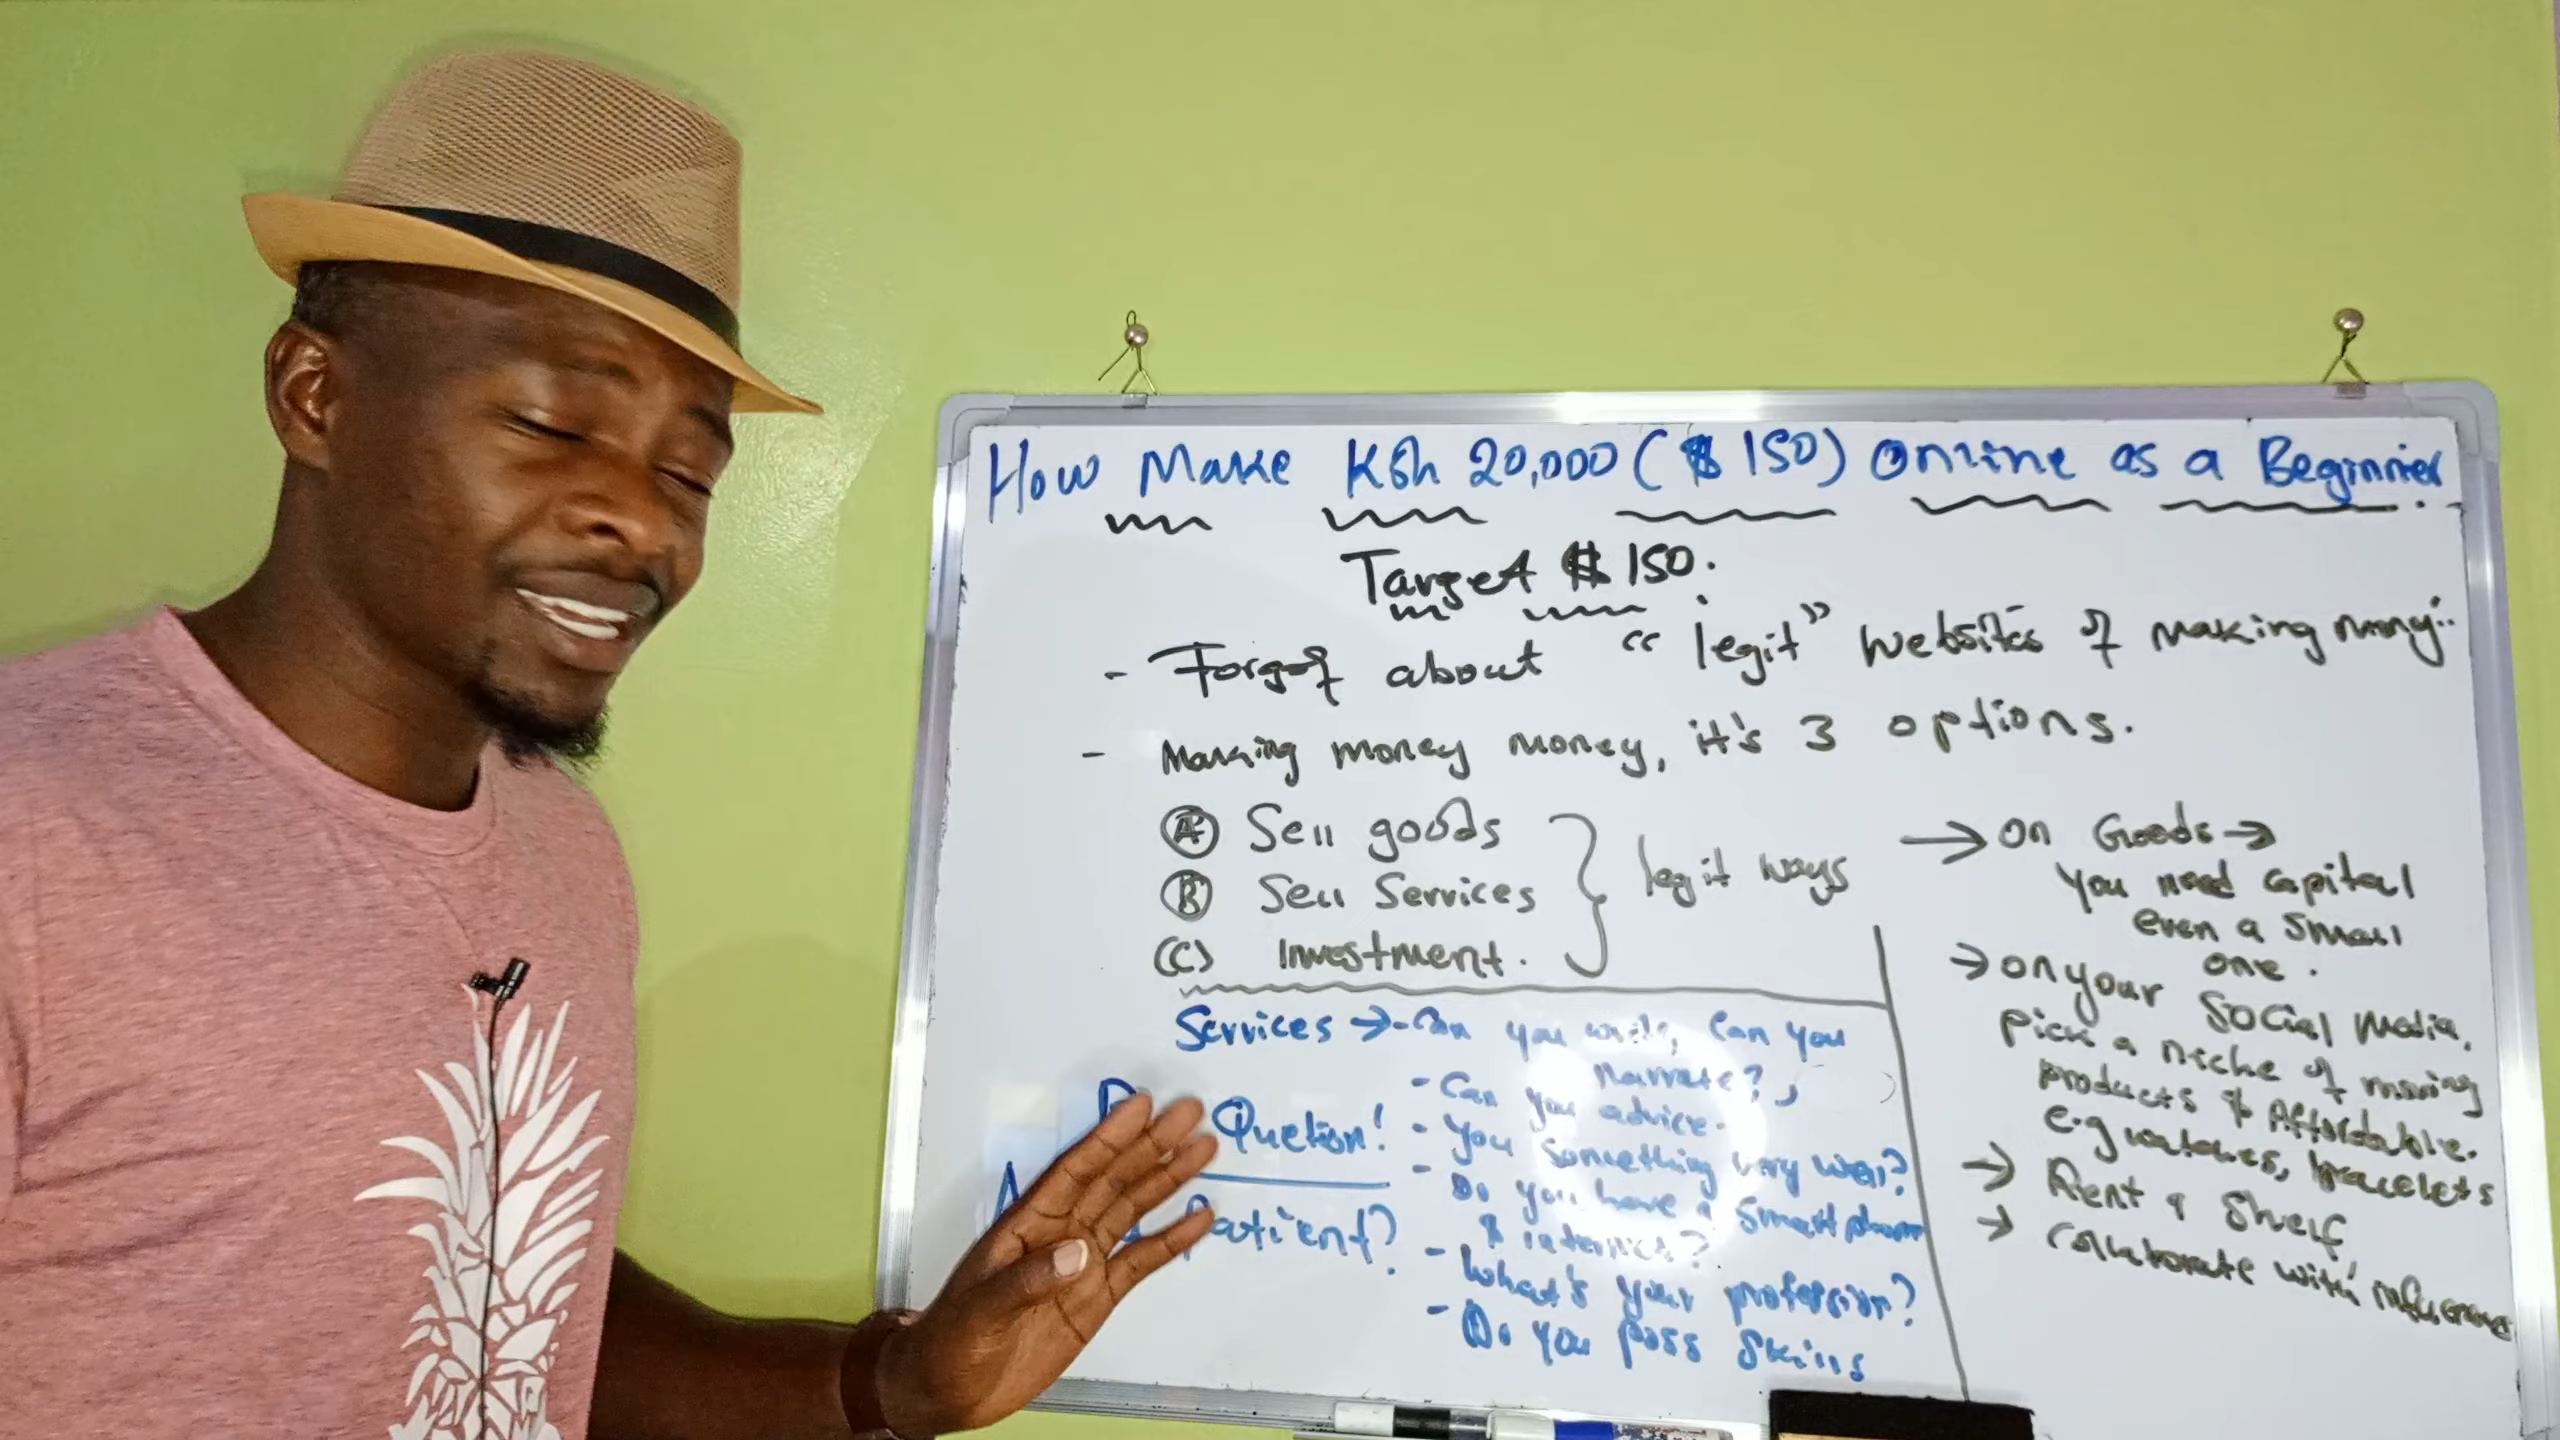 How Make Ksh 20,000 ($150) Online as a Beginner
Target $150.
- Forget about "legit" websites of making money..
- Making money money, it's 3 options.
(A) Sell goods
(B) Sell Services
(C) Investment.
legit ways
Services → - Can you write, Can you
Narrate?,
- Can you advice.
- You Something very well?
- Do you have a Smartphone
& internet?
- What's your profession?
- Do you poss Skills
Question!
Patient?
→ On Goods →
You need capital
even a small
one.
→ on your Social Media,
Pick a niche of moving
products & Affordable.
e.g watches, bracelets
→ Rent a Shelf
→ Collaborate with influencers